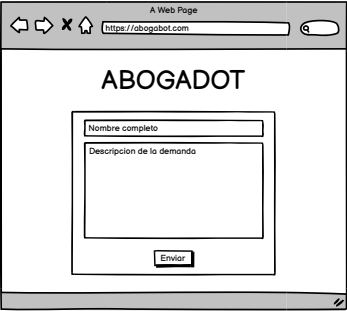 A Web Page
https://abogabot.com
ABOGADOT
Nombre completo
Descripcion de la demanda
Enviar